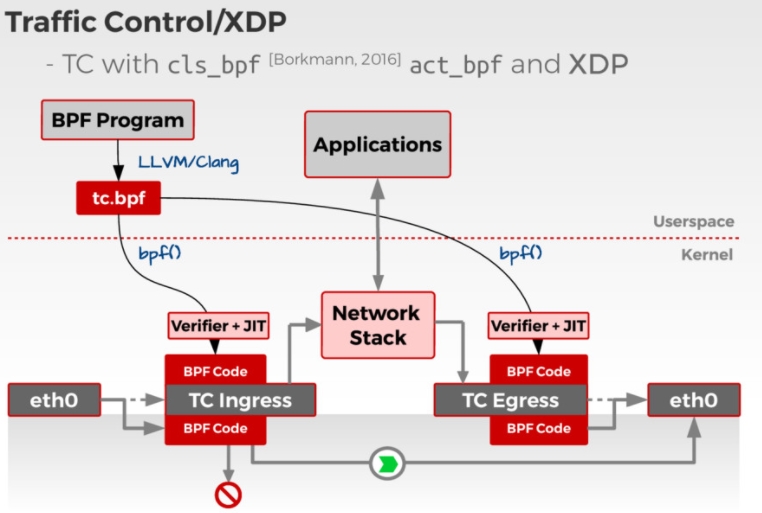 Traffic Control/XDP
- TC with cls_bpf [Borkmann, 2016] act_bpf and XDP
BPF Program
LLVM/Clang
Applications
tc.bpf
Userspace
bpf()
bpf()
Kernel
Verifier + JIT
Network
Stack
Verifier + JIT
BPF Code
BPF Code
eth0
TC Ingress
TC Egress
eth0
BPF Code
BPF Code